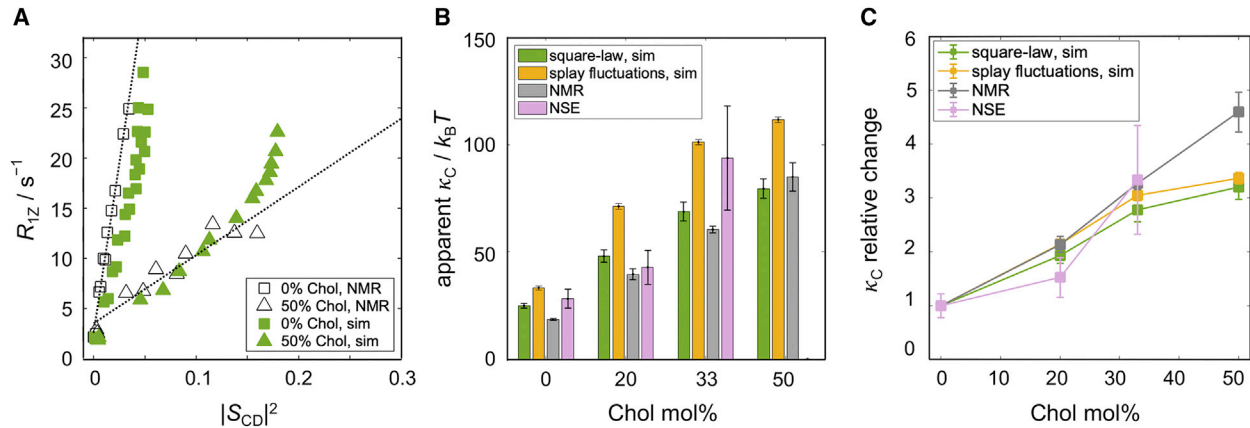 A
R1Z / s⁻¹
30
25
20
15
10
5
0
0% Chol, NMR
50% Chol, NMR
0% Chol, sim
50% Chol, sim
0
0.1
0.2
0.3
|SCD|²
B
apparent κC / kBT
150
100
50
0
square-law, sim
splay fluctuations, sim
NMR
NSE
0
20
33
50
Chol mol%
C
κC relative change
6
5
4
3
2
1
0
square-law, sim
splay fluctuations, sim
NMR
NSE
0
10
20
30
40
50
Chol mol%